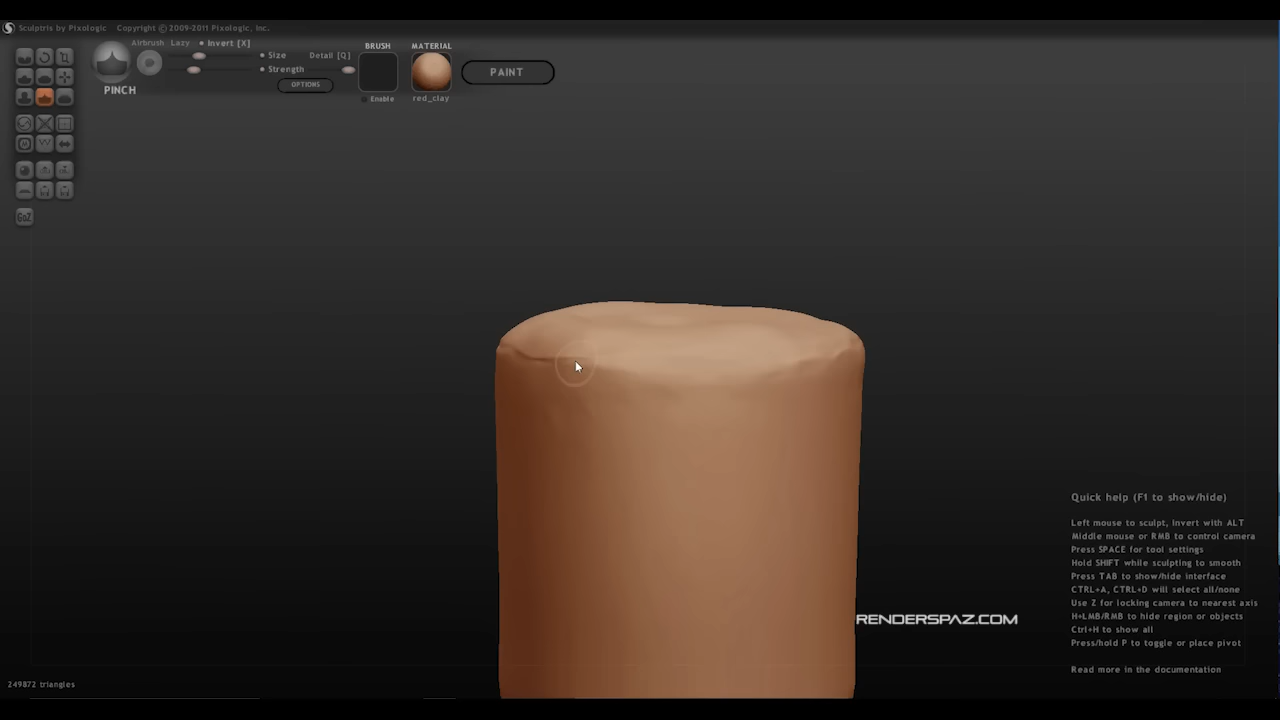 Sculptris by Pixologic Copyright © 2009-2011 Pixologic, Inc.
Airbrush Lazy Invert [X]
Size Detail [Q]
Strength
OPTIONS
PINCH
BRUSH
Enable
MATERIAL
red_clay
PAINT
GoZ
Quick help (F1 to show/hide)
Left mouse to sculpt, Invert with ALT
Middle mouse or RMB to control camera
Press SPACE for tool settings
Hold SHIFT while sculpting to smooth
Press TAB to show/hide interface
CTRL+A, CTRL+D will select all/none
Use Z for locking camera to nearest axis
H+LMB/RMB to hide region or objects
Ctrl+H to show all
Press/hold P to toggle or place pivot
Read more in the documentation
RENDERSPAZ.COM
249872 triangles